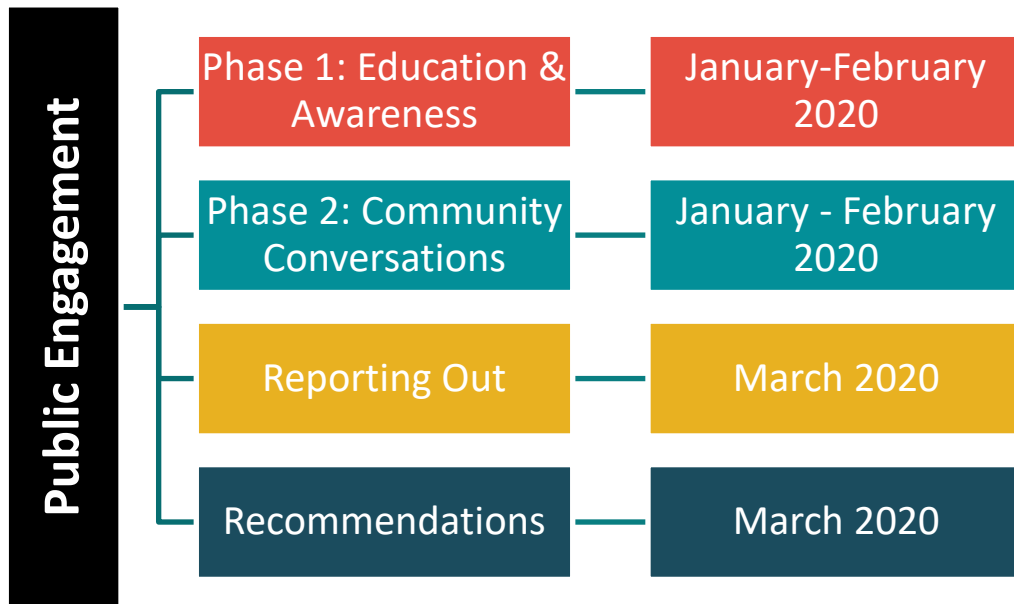 Public Engagement
Phase 1: Education &
Awareness
January-February
2020
Phase 2: Community
Conversations
January - February
2020
Reporting Out
March 2020
Recommendations
March 2020